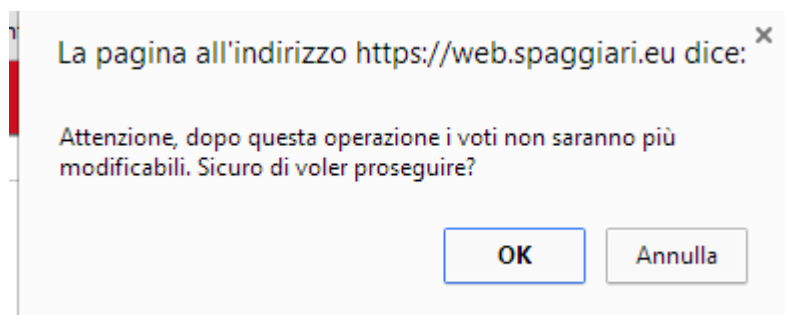 La pagina all'indirizzo https://web.spaggiari.eu dice:
Attenzione, dopo questa operazione i voti non saranno più
modificabili. Sicuro di voler proseguire?
OK Annulla